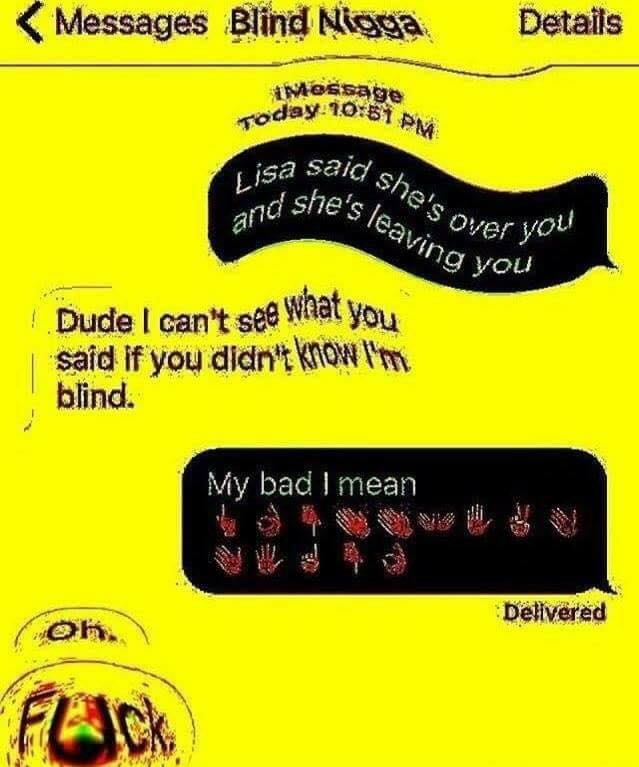 Messages Blind Nigga Details
iMessage
Today 10:51 PM
Lisa said she's over you
and she's leaving you
Dude I can't see what you
said if you didn't know I'm
blind.
My bad I mean
Delivered
Oh.
Fuck.